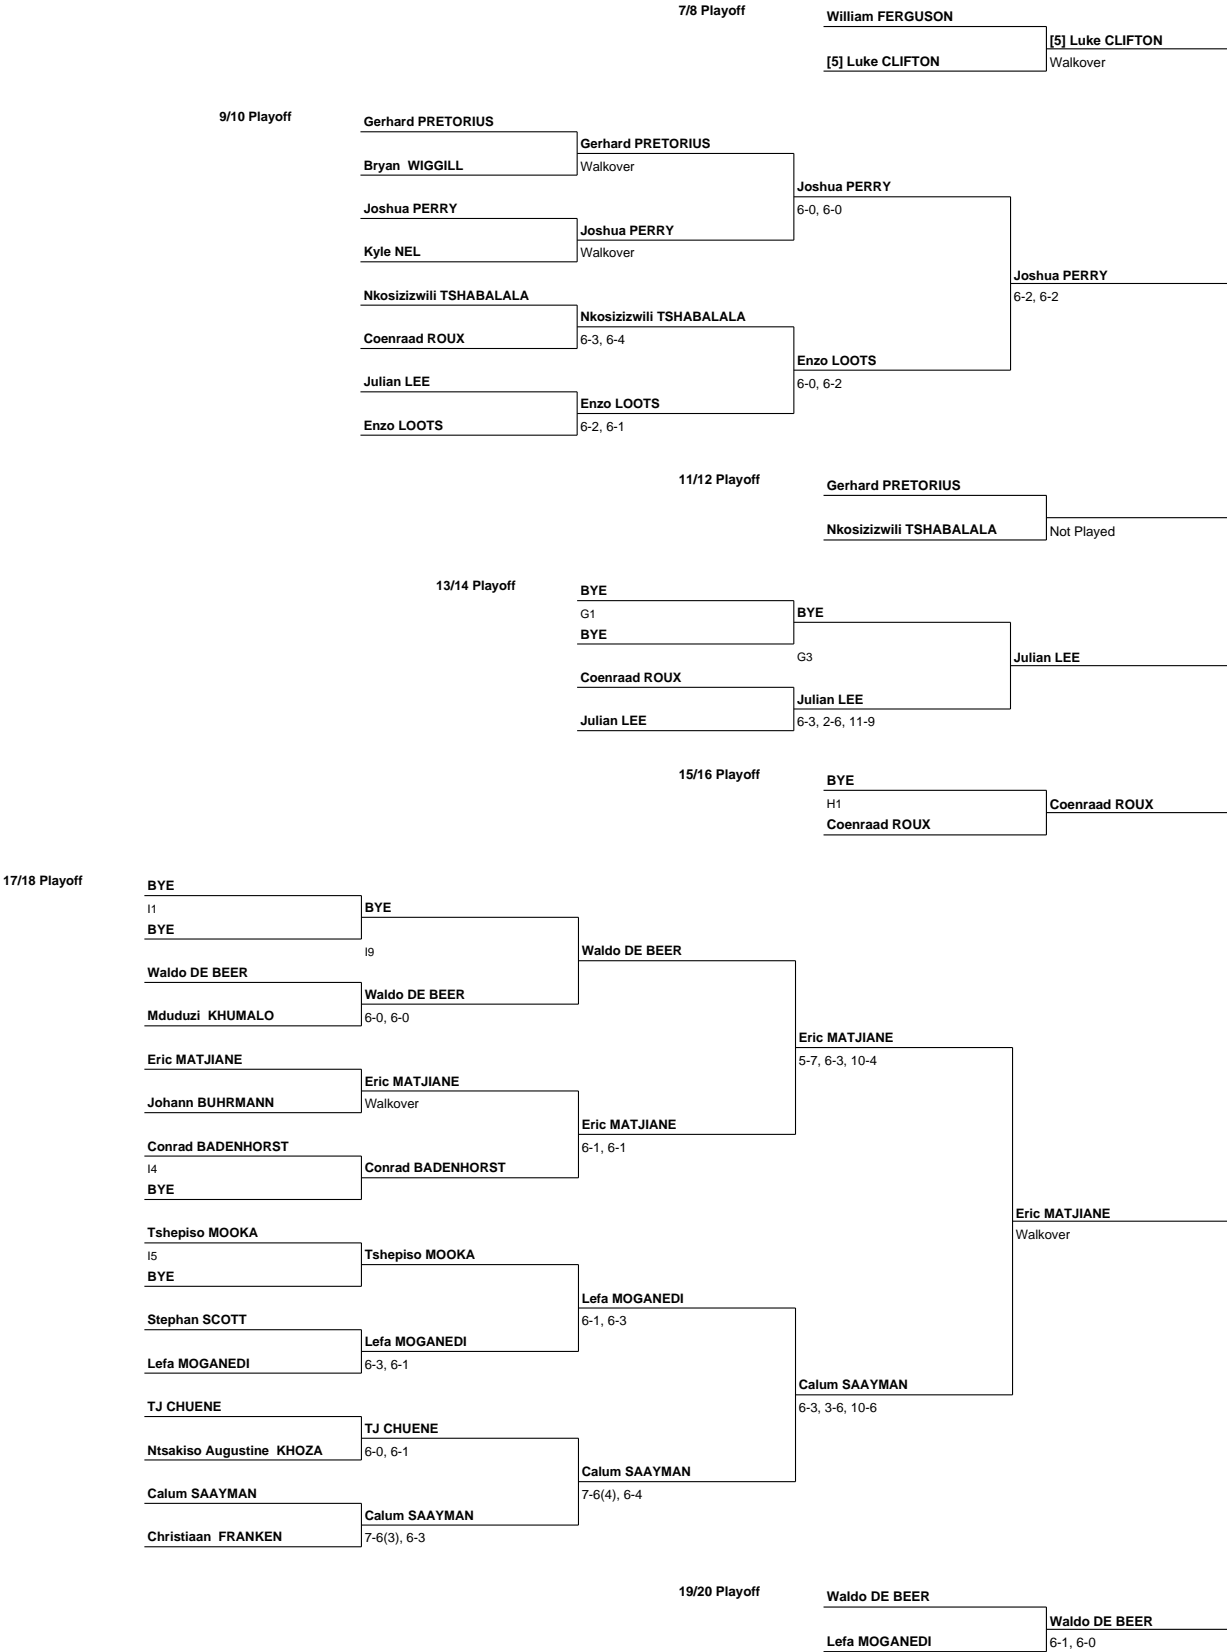 7/8 Playoff
William FERGUSON
[5] Luke CLIFTON
[5] Luke CLIFTON
Walkover
9/10 Playoff
Gerhard PRETORIUS
Gerhard PRETORIUS
Bryan WIGGILL
Walkover
Joshua PERRY
Joshua PERRY
6-0, 6-0
Joshua PERRY
Kyle NEL
Walkover
Joshua PERRY
6-2, 6-2
Nkosizizwili TSHABALALA
Nkosizizwili TSHABALALA
Coenraad ROUX
6-3, 6-4
Enzo LOOTS
6-0, 6-2
Julian LEE
Enzo LOOTS
Enzo LOOTS
6-2, 6-1
11/12 Playoff
Gerhard PRETORIUS
Nkosizizwili TSHABALALA
Not Played
13/14 Playoff
BYE
G1
BYE
BYE
G3
Julian LEE
Coenraad ROUX
Julian LEE
Julian LEE
6-3, 2-6, 11-9
15/16 Playoff
BYE
H1
Coenraad ROUX
Coenraad ROUX
17/18 Playoff
BYE
I1
BYE
BYE
I9
Waldo DE BEER
Waldo DE BEER
Waldo DE BEER
Mduduzi KHUMALO
6-0, 6-0
Eric MATJIANE
5-7, 6-3, 10-4
Eric MATJIANE
Eric MATJIANE
Johann BUHRMANN
Walkover
Eric MATJIANE
6-1, 6-1
Conrad BADENHORST
I4
Conrad BADENHORST
BYE
Eric MATJIANE
Walkover
Tshepiso MOOKA
I5
Tshepiso MOOKA
BYE
Lefa MOGANEDI
6-1, 6-3
Stephan SCOTT
Lefa MOGANEDI
Lefa MOGANEDI
6-3, 6-1
Calum SAAYMAN
6-3, 3-6, 10-6
TJ CHUENE
TJ CHUENE
Ntsakiso Augustine KHOZA
6-0, 6-1
Calum SAAYMAN
7-6(4), 6-4
Calum SAAYMAN
Calum SAAYMAN
Christiaan FRANKEN
7-6(3), 6-3
19/20 Playoff
Waldo DE BEER
Waldo DE BEER
Lefa MOGANEDI
6-1, 6-0